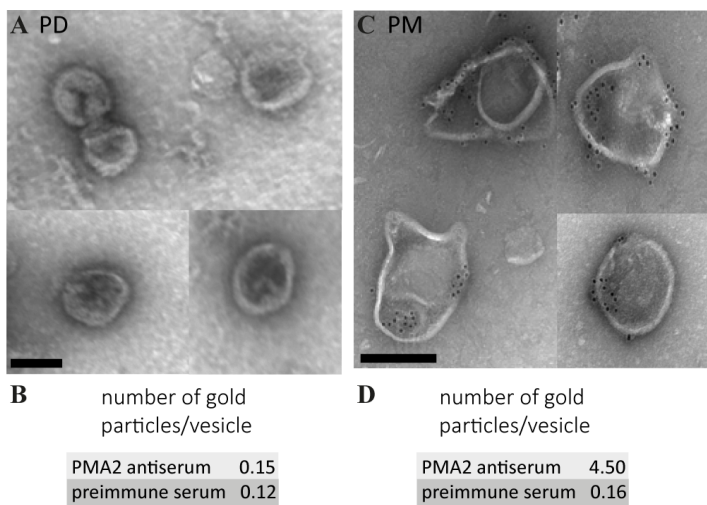 A PD
C PM
B
number of gold
particles/vesicle
PMA2 antiserum 0.15
preimmune serum 0.12
D
number of gold
particles/vesicle
PMA2 antiserum 4.50
preimmune serum 0.16